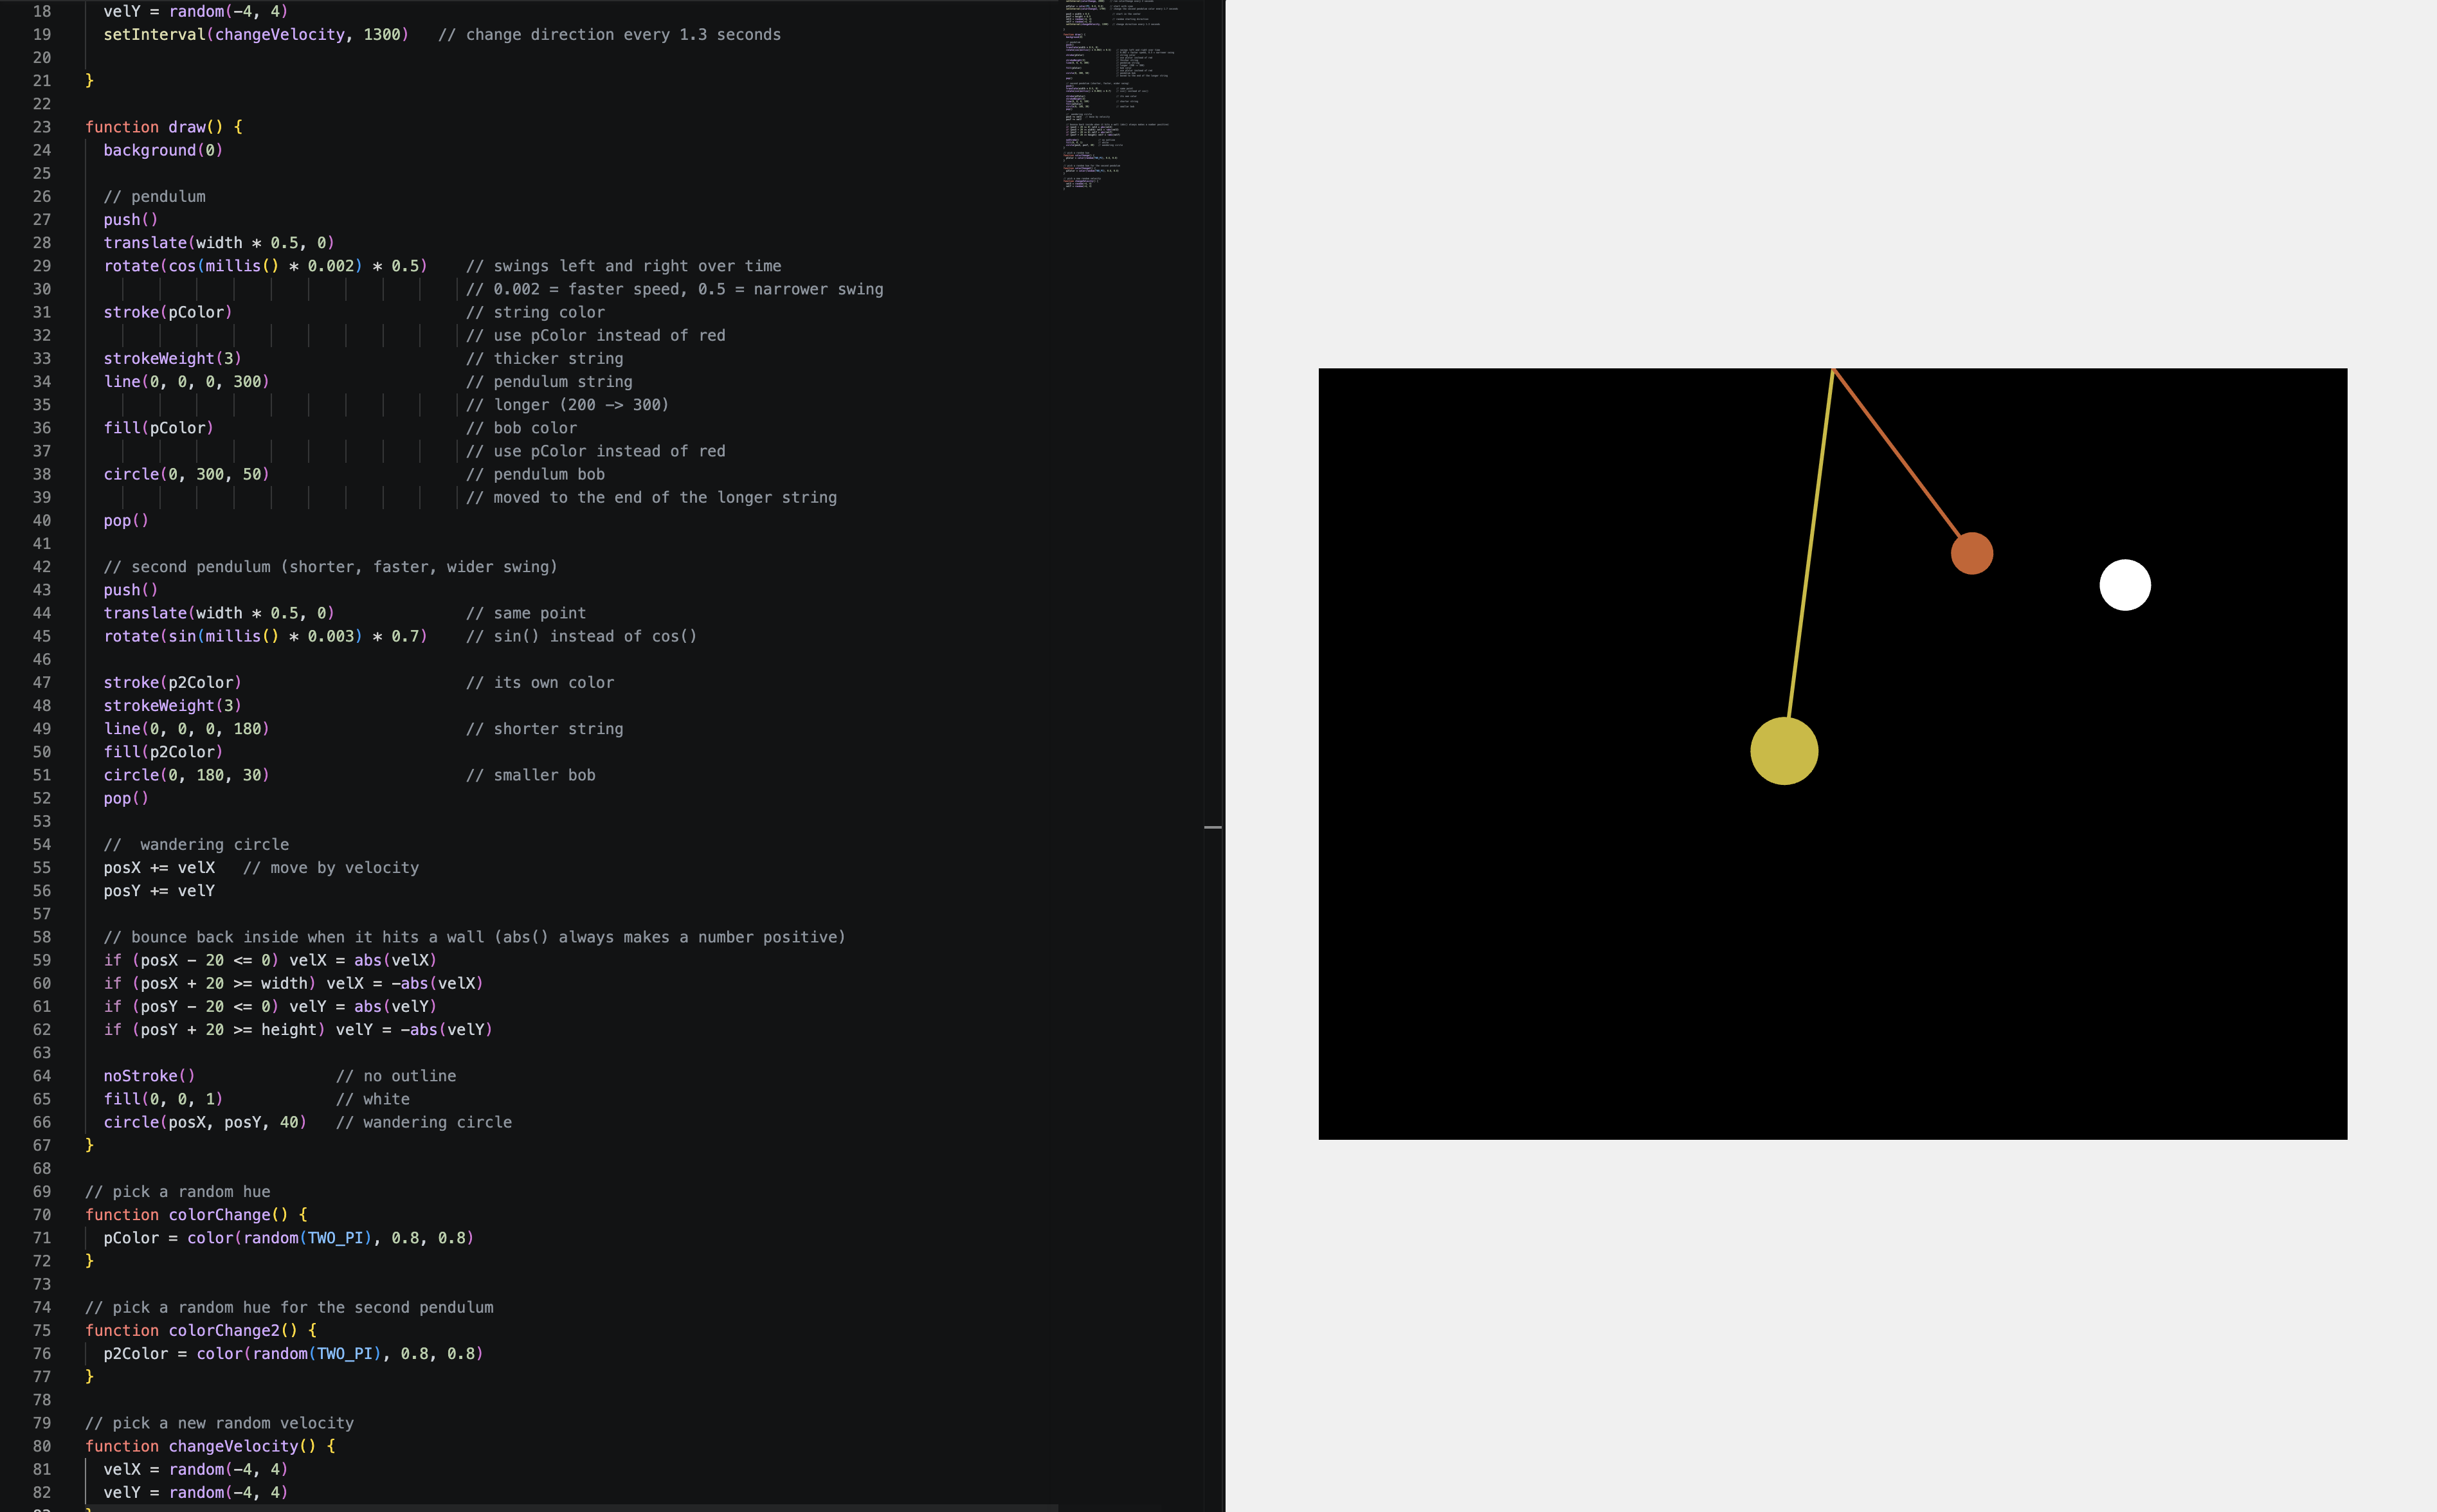 18 velY = random(-4, 4)
19 setInterval(changeVelocity, 1300) // change direction every 1.3 seconds
20
21 }
22
23 function draw() {
24 background(0)
25
26 // pendulum
27 push()
28 translate(width * 0.5, 0)
29 rotate(cos(millis() * 0.002) * 0.5) // swings left and right over time
30 // 0.002 = faster speed, 0.5 = narrower swing
31 stroke(pColor) // string color
32 // use pColor instead of red
33 strokeWeight(3) // thicker string
34 line(0, 0, 0, 300) // pendulum string
35 // longer (200 -> 300)
36 fill(pColor) // bob color
37 // use pColor instead of red
38 circle(0, 300, 50) // pendulum bob
39 // moved to the end of the longer string
40 pop()
41
42 // second pendulum (shorter, faster, wider swing)
43 push()
44 translate(width * 0.5, 0) // same point
45 rotate(sin(millis() * 0.003) * 0.7) // sin() instead of cos()
46
47 stroke(p2Color) // its own color
48 strokeWeight(3)
49 line(0, 0, 0, 180) // shorter string
50 fill(p2Color)
51 circle(0, 180, 30) // smaller bob
52 pop()
53
54 //  wandering circle
55 posX += velX // move by velocity
56 posY += velY
57
58 // bounce back inside when it hits a wall (abs() always makes a number positive)
59 if (posX - 20 <= 0) velX = abs(velX)
60 if (posX + 20 >= width) velX = -abs(velX)
61 if (posY - 20 <= 0) velY = abs(velY)
62 if (posY + 20 >= height) velY = -abs(velY)
63
64 noStroke() // no outline
65 fill(0, 0, 1) // white
66 circle(posX, posY, 40) // wandering circle
67 }
68
69 // pick a random hue
70 function colorChange() {
71 pColor = color(random(TWO_PI), 0.8, 0.8)
72 }
73
74 // pick a random hue for the second pendulum
75 function colorChange2() {
76 p2Color = color(random(TWO_PI), 0.8, 0.8)
77 }
78
79 // pick a new random velocity
80 function changeVelocity() {
81 velX = random(-4, 4)
82 velY = random(-4, 4)